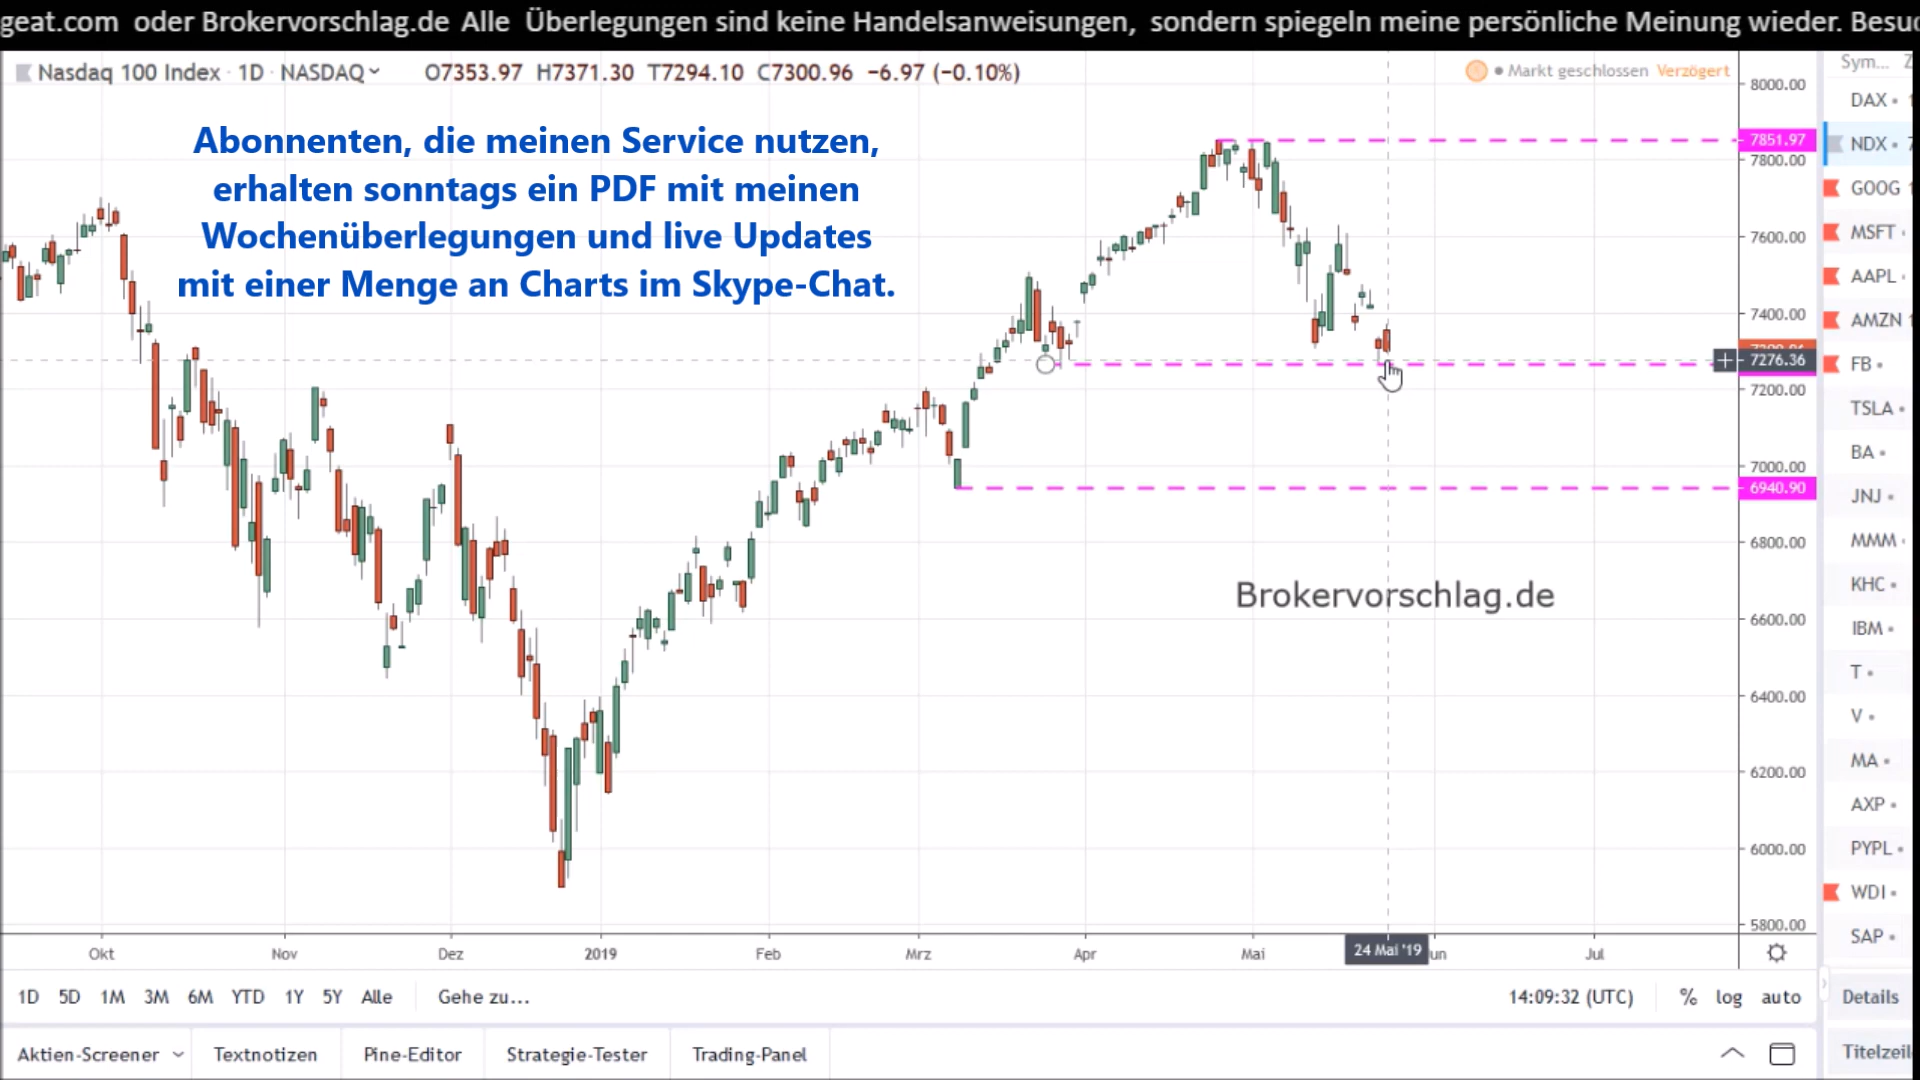 geat.com oder Brokervorschlag.de Alle Überlegungen sind keine Handelsanweisungen, sondern spiegeln meine persönliche Meinung wieder. Besuc
Nasdaq 100 Index · 1D · NASDAQ O7353.97 H7371.30 T7294.10 C7300.96 −6.97 (−0.10%)
Markt geschlossen Verzögert
Abonnenten, die meinen Service nutzen,
erhalten sonntags ein PDF mit meinen
Wochenüberlegungen und live Updates
mit einer Menge an Charts im Skype-Chat.
8000.00
7851.97
7800.00
7600.00
7400.00
7276.36
7200.00
7000.00
6940.90
6800.00
6600.00
6400.00
6200.00
6000.00
5800.00
Brokervorschlag.de
Okt Nov Dez 2019 Feb Mrz Apr Mai 24 Mai '19 un Jul
1D 5D 1M 3M 6M YTD 1Y 5Y Alle Gehe zu...
14:09:32 (UTC) % log auto
Aktien-Screener Textnotizen Pine-Editor Strategie-Tester Trading-Panel
Sym...
DAX
NDX
GOOG
MSFT
AAPL
AMZN
FB
TSLA
BA
JNJ
MMM
KHC
IBM
T
V
MA
AXP
PYPL
WDI
SAP
Details
Titelzeil